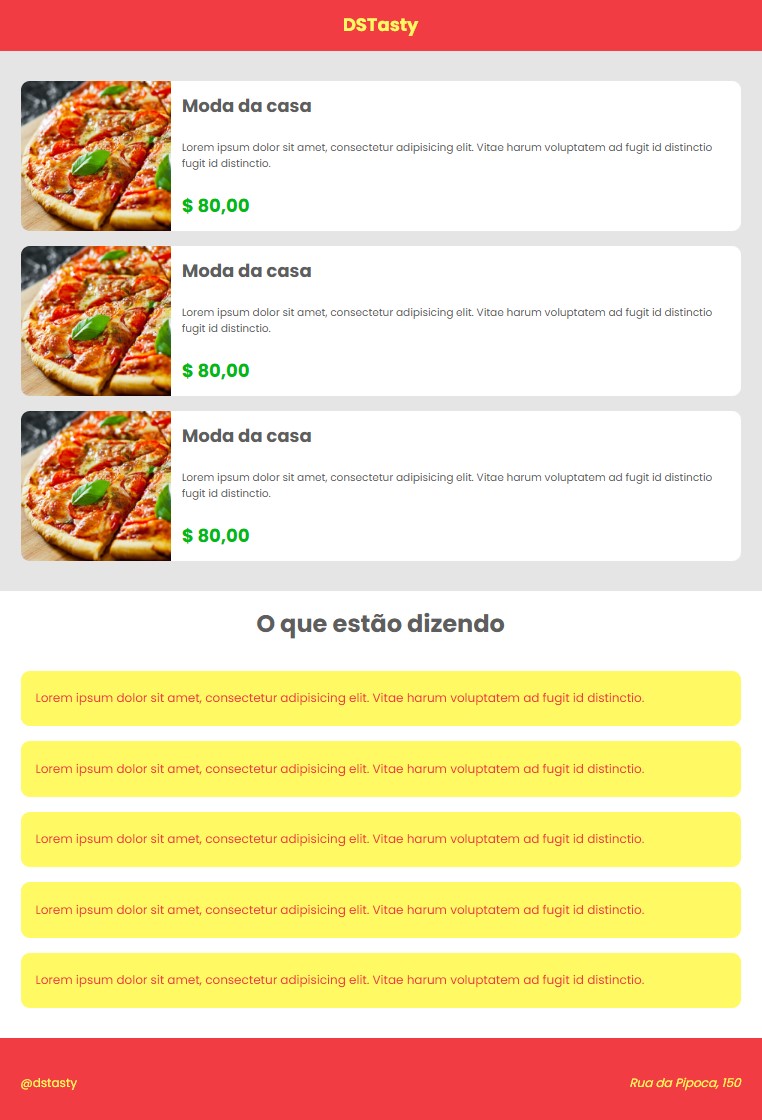 DSTasty
Moda da casa
Lorem ipsum dolor sit amet, consectetur adipisicing elit. Vitae harum voluptatem ad fugit id distinctio
fugit id distinctio.
$ 80,00
Moda da casa
Lorem ipsum dolor sit amet, consectetur adipisicing elit. Vitae harum voluptatem ad fugit id distinctio
fugit id distinctio.
$ 80,00
Moda da casa
Lorem ipsum dolor sit amet, consectetur adipisicing elit. Vitae harum voluptatem ad fugit id distinctio
fugit id distinctio.
$ 80,00
O que estão dizendo
Lorem ipsum dolor sit amet, consectetur adipisicing elit. Vitae harum voluptatem ad fugit id distinctio.
Lorem ipsum dolor sit amet, consectetur adipisicing elit. Vitae harum voluptatem ad fugit id distinctio.
Lorem ipsum dolor sit amet, consectetur adipisicing elit. Vitae harum voluptatem ad fugit id distinctio.
Lorem ipsum dolor sit amet, consectetur adipisicing elit. Vitae harum voluptatem ad fugit id distinctio.
Lorem ipsum dolor sit amet, consectetur adipisicing elit. Vitae harum voluptatem ad fugit id distinctio.
@dstasty
Rua da Pipoca, 150